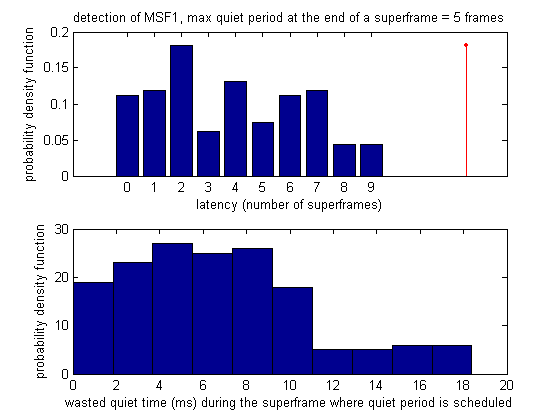 detection of MSF1, max quiet period at the end of a superframe = 5 frames
probability density function
0.2
0.15
0.1
0.05
0
0 1 2 3 4 5 6 7 8 9
latency (number of superframes)
probability density function
30
20
10
0
0 2 4 6 8 10 12 14 16 18 20
wasted quiet time (ms) during the superframe where quiet period is scheduled